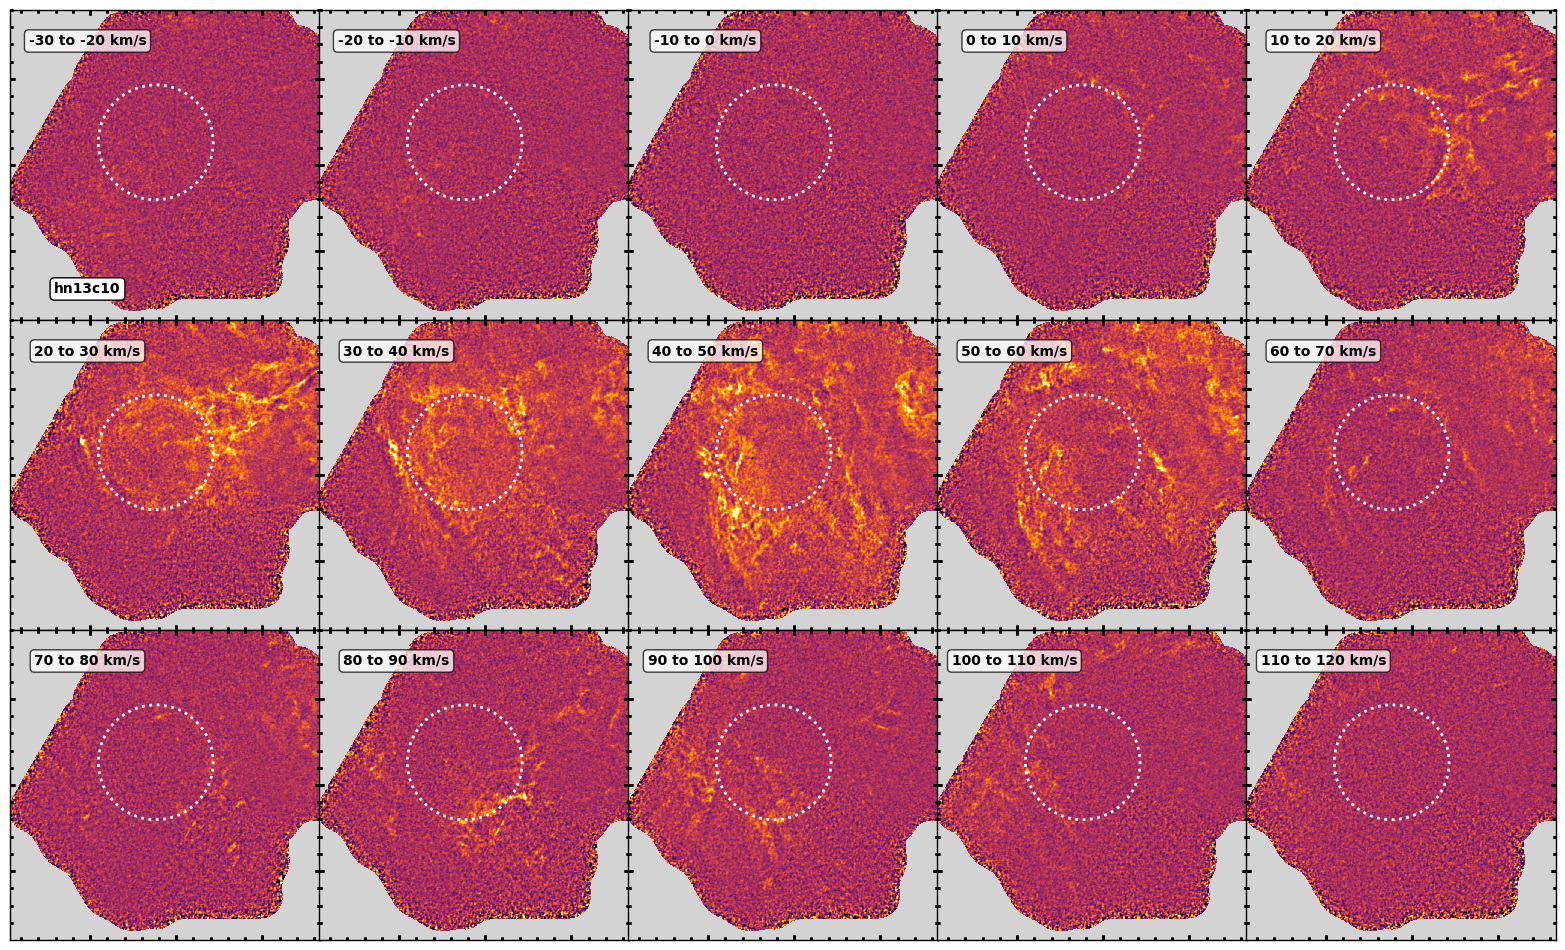 -30 to -20 km/s
-20 to -10 km/s
-10 to 0 km/s
0 to 10 km/s
10 to 20 km/s
hn13c10
20 to 30 km/s
30 to 40 km/s
40 to 50 km/s
50 to 60 km/s
60 to 70 km/s
70 to 80 km/s
80 to 90 km/s
90 to 100 km/s
100 to 110 km/s
110 to 120 km/s